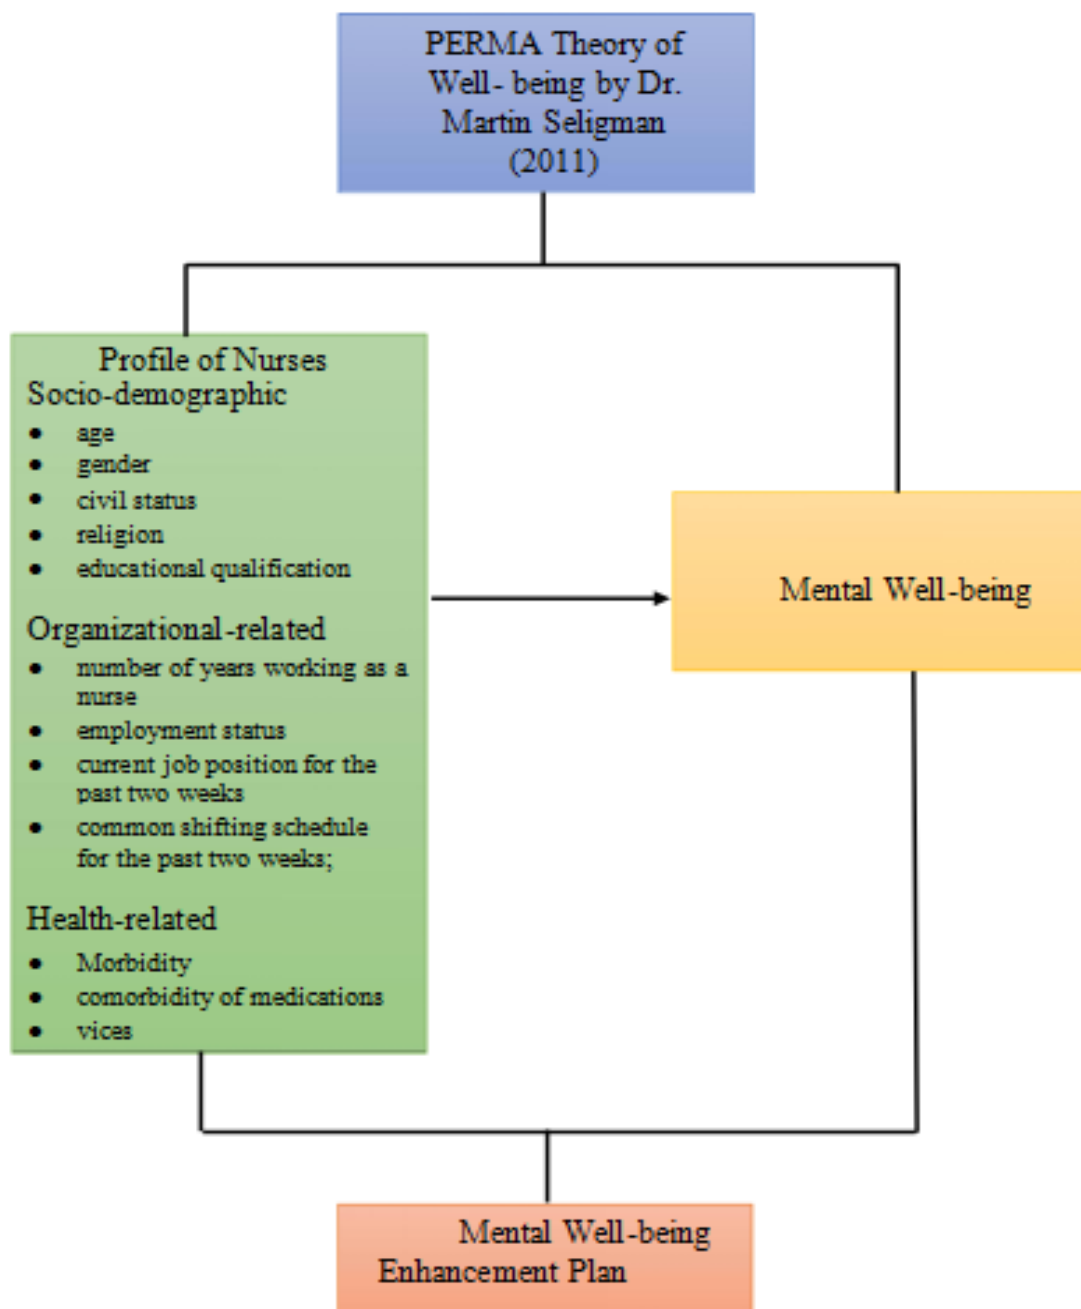 PERMA Theory of
Well- being by Dr.
Martin Seligman
(2011)
Profile of Nurses
Socio-demographic
● age
● gender
● civil status
● religion
● educational qualification
Organizational-related
● number of years working as a
nurse
● employment status
● current job position for the
past two weeks
● common shifting schedule
for the past two weeks;
Health-related
● Morbidity
● comorbidity of medications
● vices
Mental Well-being
Mental Well-being
Enhancement Plan